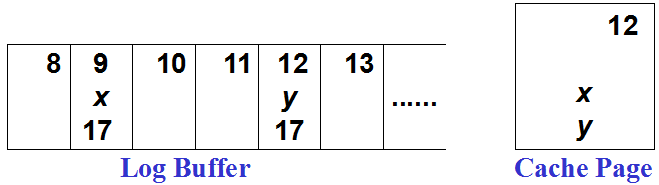 8 9 10 11 12 13
x y
17 17 ......
Log Buffer
12
x
y
Cache Page